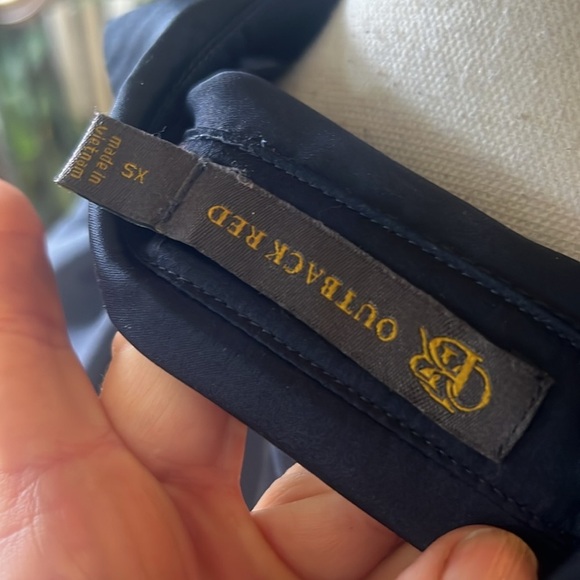 OUTBACK RED
XS
made in
vietnam